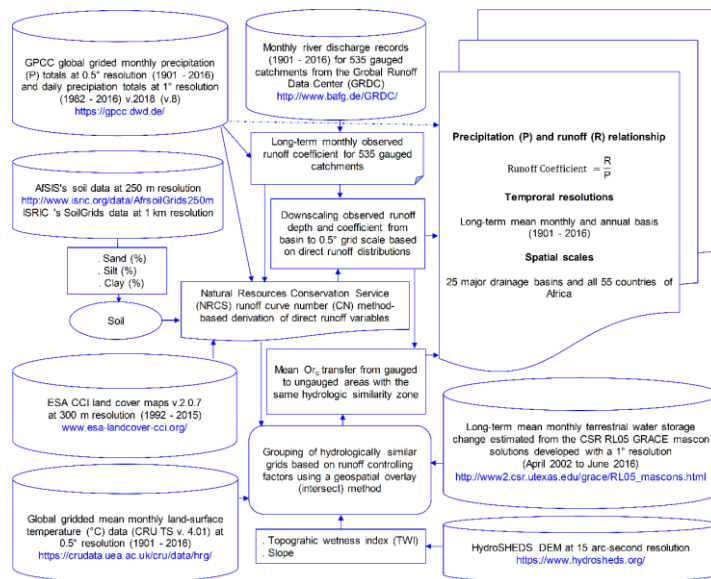 GPCC global grided monthly precipitation
(P) totals at 0.5° resolution (1901 - 2016)
and daily precipation totals at 1° resolution
(1982 - 2016) v.2018 (v.8)
https://gpcc.dwd.de/
Monthly river discharge records
(1901 - 2016) for 535 gauged
catchments from the Grobal Runoff
Data Center (GRDC)
http://www.bafg.de/GRDC/
Long-term monthly observed
runoff coefficient for 535 gauged
catchments
Precipitation (P) and runoff (R) relationship
Runoff Coefficient = R/P
Temproral resolutions
Long-term mean monthly and annual basis
(1901 - 2016)
Spatial scales
25 major drainage basins and all 55 countries of
Africa
AfSIS's soil data at 250 m resolution
http://www.isric.org/data/AfrsoilGrids250m
ISRIC 's SoilGrids data at 1 km resolution
Downscaling observed runoff
depth and coefficient from
basin to 0.5° grid scale based
on direct runoff distributions
. Sand (%)
. Silt (%)
. Clay (%)
Soil
Natural Resources Conservation Service
(NRCS) runoff curve number (CN) method-
based derivation of direct runoff variables
Mean Orc transfer from gauged
to ungauged areas with the
same hydrologic similarity zone
ESA CCI land cover maps v.2.0.7
at 300 m resolution (1992 - 2015)
www.esa-landcover-cci.org/
Grouping of hydrologically similar
grids based on runoff controlling
factors using a geospatial overlay
(intersect) method
Long-term mean monthly terrestrial water storage
change estimated from the CSR RL05 GRACE mascon
solutions developed with a 1° resolution
(April 2002 to June 2016)
http://www2.csr.utexas.edu/grace/RL05_mascons.html
Global gridded mean monthly land-surface
temperature (°C) data (CRU TS v. 4.01) at
0.5° resolution (1901 - 2016)
https://crudata.uea.ac.uk/cru/data/hrg/
. Topograhic wetness index (TWI)
. Slope
HydroSHEDS DEM at 15 arc-second resolution
https://www.hydrosheds.org/